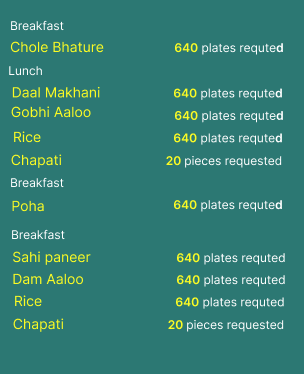 Breakfast
Chole Bhature 640 plates requted
Lunch
Daal Makhani 640 plates requted
Gobhi Aaloo 640 plates requted
Rice 640 plates requted
Chapati 20 pieces requested
Breakfast
Poha 640 plates requted
Breakfast
Sahi paneer 640 plates requted
Dam Aaloo 640 plates requted
Rice 640 plates requted
Chapati 20 pieces requested